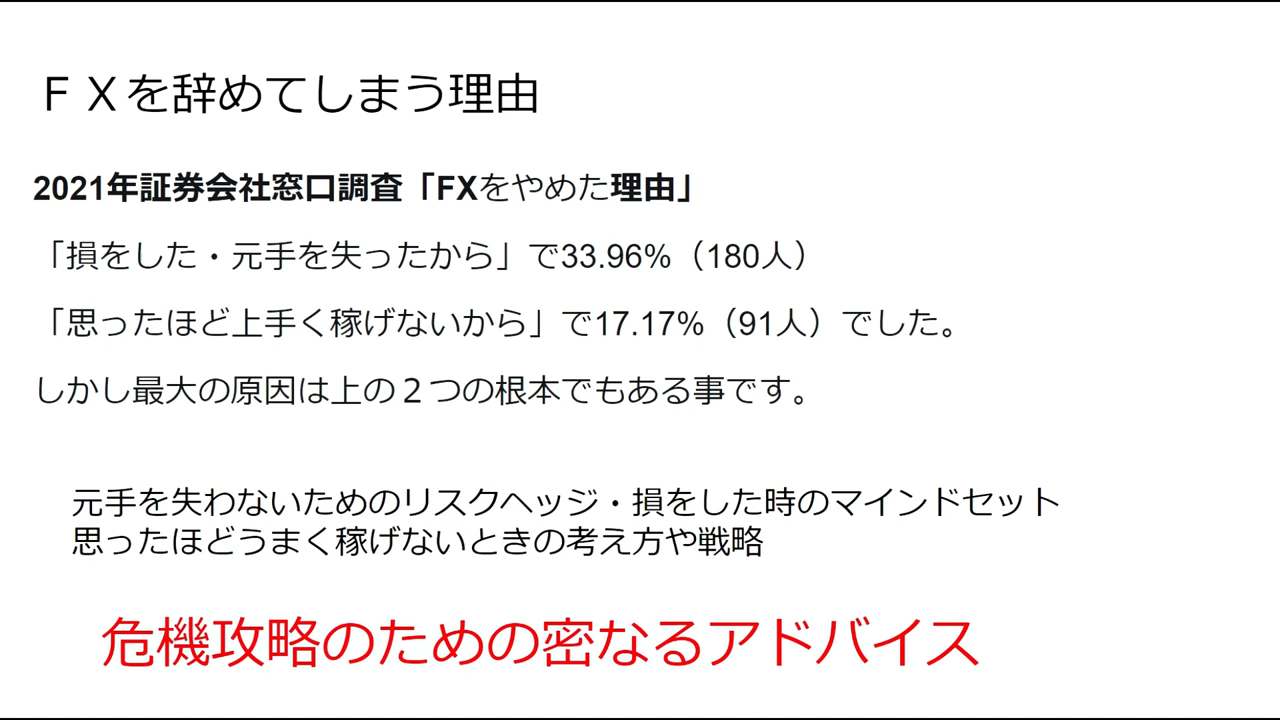 ＦＸを辞めてしまう理由
2021年証券会社窓口調査「FXをやめた理由」
「損をした・元手を失ったから」で33.96%（180人）
「思ったほど上手く稼げないから」で17.17%（91人）でした。
しかし最大の原因は上の２つの根本でもある事です。
元手を失わないためのリスクヘッジ・損をした時のマインドセット
思ったほどうまく稼げないときの考え方や戦略
危機攻略のための密なるアドバイス